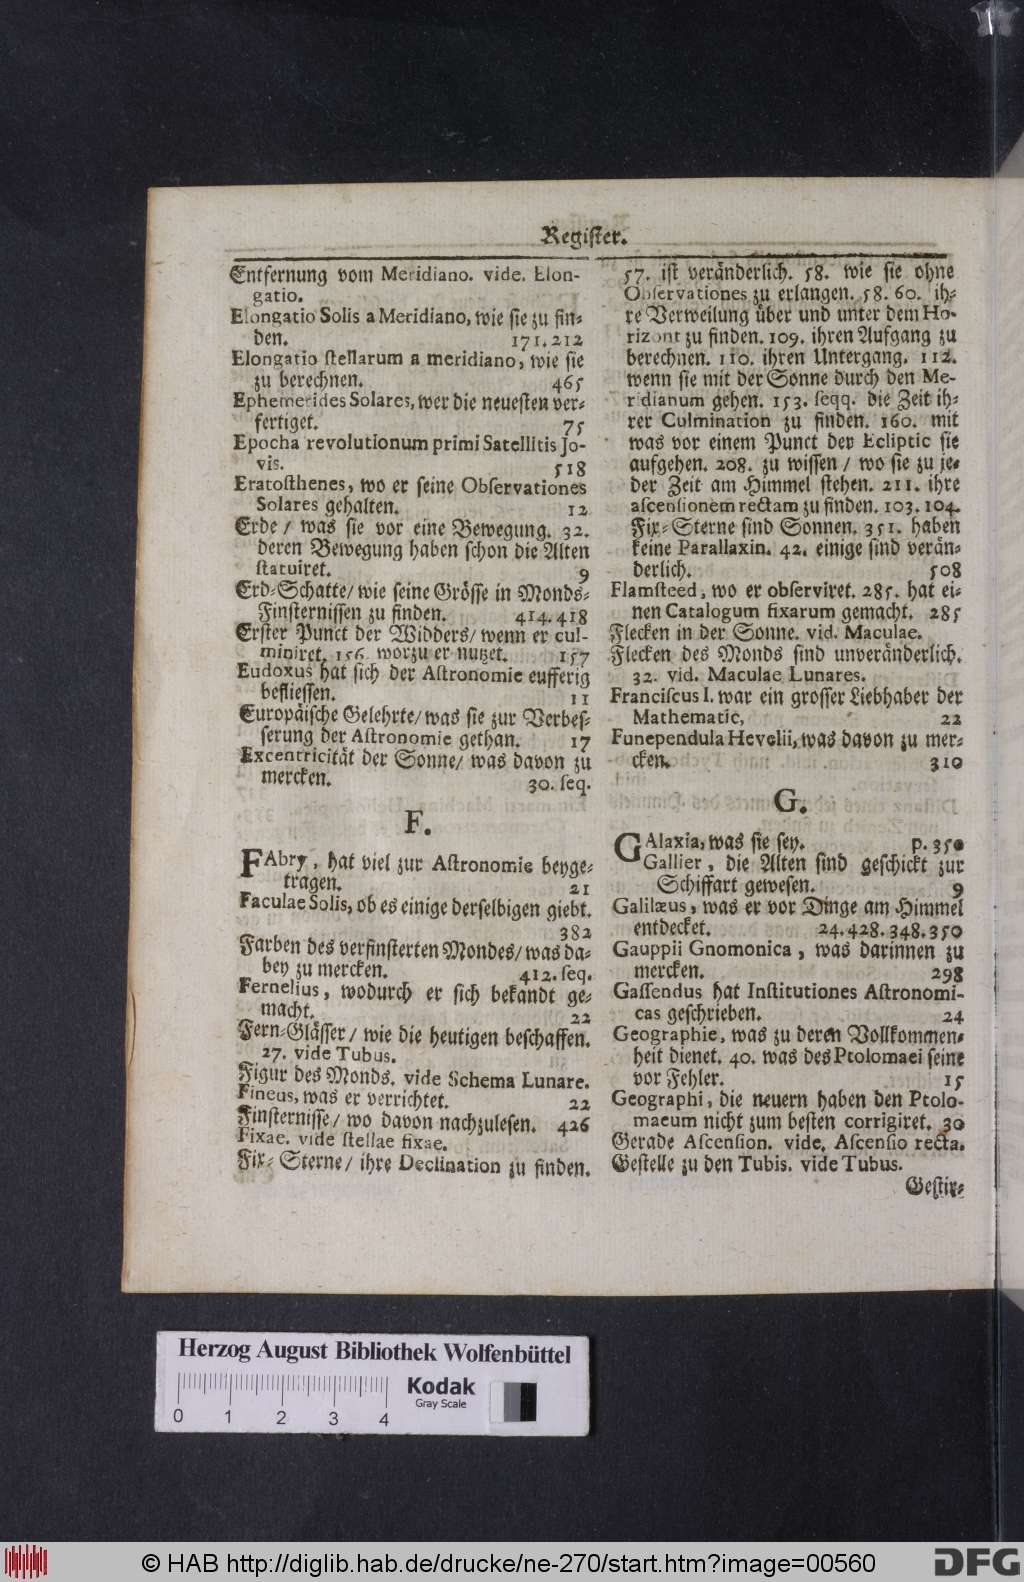 Register.
Entfernung vom Meridiano. vide. Elon-
gatio.
Elongatio Solis a Meridiano, wie sie zu fin-
den. 171. 212
Elongatio stellarum a meridiano, wie sie
zu berechnen. 465
Ephemerides Solares, wer die neuesten ver-
fertiget. 75
Epocha revolutionum primi Satellitis Jo-
vis. 518
Eratosthenes, wo er seine Observationes
Solares gehalten. 12
Erde / was sie vor eine Bewegung. 32.
deren Bewegung haben schon die Alten
statuiret. 9
Erd-Schatte/ wie seine Grösse in Monds-
Finsternissen zu finden. 414. 418
Erster Punct der Widders/ wenn er cul-
miniret. 156. worzu er nutzet. 157
Eudoxus hat sich der Astronomie eufferig
befliessen. 11
Europäische Gelehrte/ was sie zur Verbes-
serung der Astronomie gethan. 17
Excentricität der Sonne/ was davon zu
mercken. 30. seq.
F.
FAbry, hat viel zur Astronomie beyge-
tragen. 21
Faculae Solis, ob es einige derselbigen giebt.
382
Farben des verfinsterten Mondes/ was da-
bey zu mercken. 412. seq.
Fernelius, wodurch er sich bekandt ge-
macht. 22
Fern-Glässer/ wie die heutigen beschaffen.
27. vide Tubus.
Figur des Monds. vide Schema Lunare.
Fineus, was er verrichtet. 22
Finsternisse/ wo davon nachzulesen. 426
Fixae. vide stellae fixae.
Fix-Sterne/ ihre Declination zu finden.
57. ist veränderlich. 58. wie sie ohne
Observationes zu erlangen. 58. 60. ih-
re Verweilung über und unter dem Ho-
rizont zu finden. 109. ihren Aufgang zu
berechnen. 110. ihren Untergang. 112.
wenn sie mit der Sonne durch den Me-
ridianum gehen. 153. seqq. die Zeit ih-
rer Culmination zu finden. 160. mit
was vor einem Punct der Ecliptic sie
aufgehen. 208. zu wissen / wo sie zu je-
der Zeit am Himmel stehen. 211. ihre
ascensionem rectam zu finden. 103. 104.
Fix-Sterne sind Sonnen. 351. haben
keine Parallaxin. 42. einige sind verän-
derlich. 508
Flamsteed, wo er observiret. 285. hat ei-
nen Catalogum fixarum gemacht. 285
Flecken in der Sonne. vid. Maculae.
Flecken des Monds sind unveränderlich.
32. vid. Maculae Lunares.
Franciscus I. war ein grosser Liebhaber der
Mathematic, 22
Funependula Hevelii, was davon zu mer-
cken. 310
G.
GAlaxia, was sie sey. p. 350
Gallier, die Alten sind geschickt zur
Schiffart gewesen. 9
Galilæus, was er vor Dinge am Himmel
entdecket. 24. 428. 348. 350
Gauppii Gnomonica, was darinnen zu
mercken. 298
Gassendus hat Institutiones Astronomi-
cas geschrieben. 24
Geographie, was zu deren Vollkommen-
heit dienet. 40. was des Ptolomaei seine
vor Fehler. 15
Geographi, die neuern haben den Ptolo-
maeum nicht zum besten corrigiret. 30
Gerade Ascension. vide, Ascensio recta.
Gestelle zu den Tubis. vide Tubus.
Gestir-
Herzog August Bibliothek Wolfenbüttel
Kodak
Gray Scale
0 1 2 3 4
© HAB http://diglib.hab.de/drucke/ne-270/start.htm?image=00560
DFG